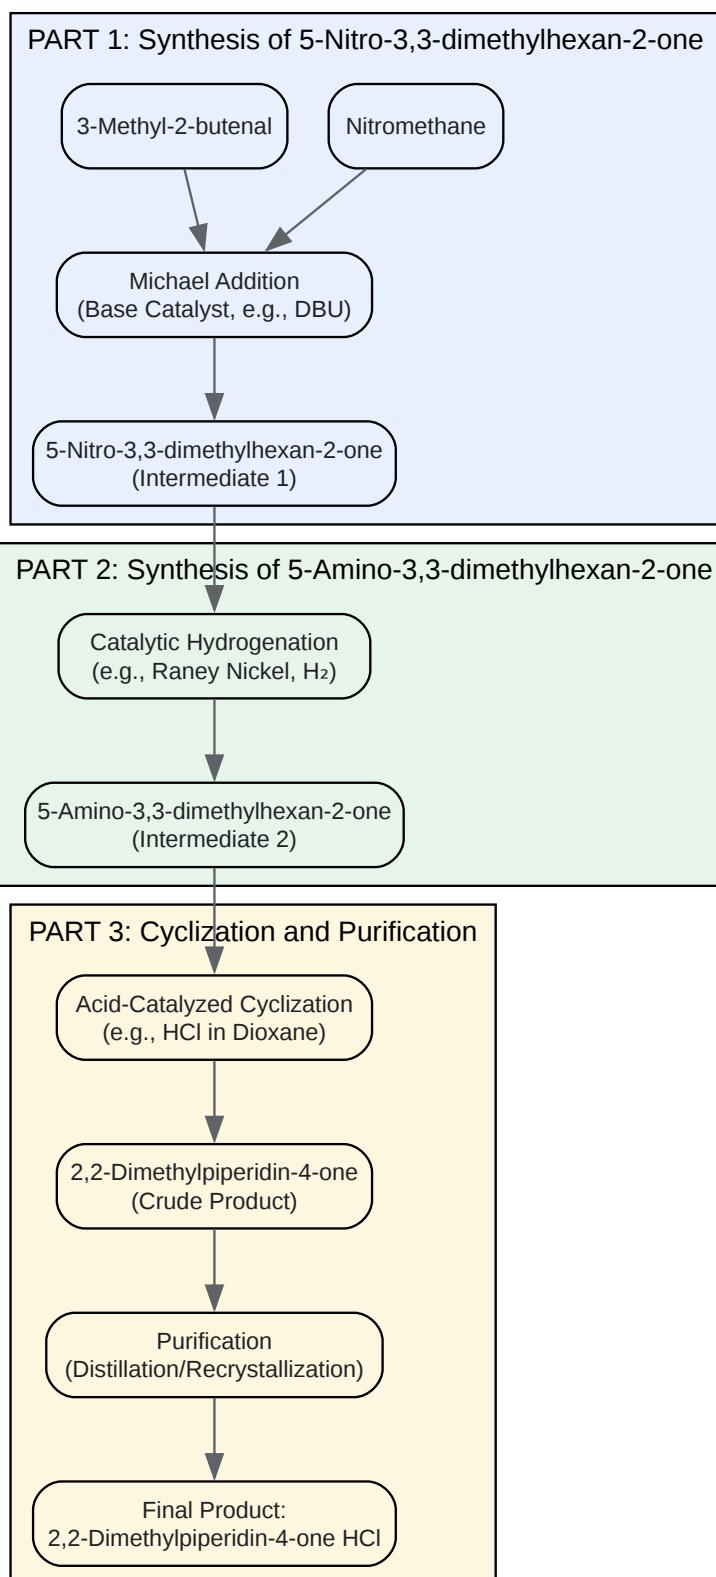 PART 1: Synthesis of 5-Nitro-3,3-dimethylhexan-2-one
3-Methyl-2-butenal
Nitromethane
Michael Addition
(Base Catalyst, e.g., DBU)
5-Nitro-3,3-dimethylhexan-2-one
(Intermediate 1)
PART 2: Synthesis of 5-Amino-3,3-dimethylhexan-2-one
Catalytic Hydrogenation
(e.g., Raney Nickel, H₂)
5-Amino-3,3-dimethylhexan-2-one
(Intermediate 2)
PART 3: Cyclization and Purification
Acid-Catalyzed Cyclization
(e.g., HCl in Dioxane)
2,2-Dimethylpiperidin-4-one
(Crude Product)
Purification
(Distillation/Recrystallization)
Final Product:
2,2-Dimethylpiperidin-4-one HCl